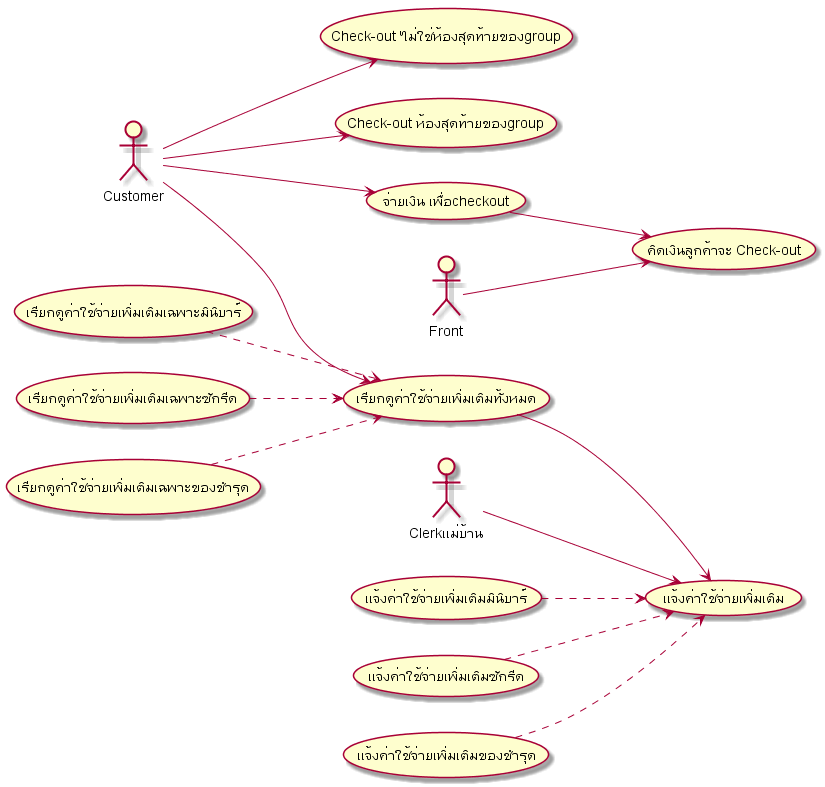 Check-out ไม่ใช่ห้องสุดท้ายของgroup
Check-out ห้องสุดท้ายของgroup
Customer
จ่ายเงิน เพื่อcheckout
คิดเงินลูกค้าจะ Check-out
Front
เรียกดูค่าใช้จ่ายเพิ่มเติมเฉพาะมินิบาร์
เรียกดูค่าใช้จ่ายเพิ่มเติมเฉพาะซักรีด
เรียกดูค่าใช้จ่ายเพิ่มเติมทั้งหมด
เรียกดูค่าใช้จ่ายเพิ่มเติมเฉพาะของชำรุด
Clerkแม่บ้าน
แจ้งค่าใช้จ่ายเพิ่มเติมมินิบาร์
แจ้งค่าใช้จ่ายเพิ่มเติม
แจ้งค่าใช้จ่ายเพิ่มเติมซักรีด
แจ้งค่าใช้จ่ายเพิ่มเติมของชำรุด